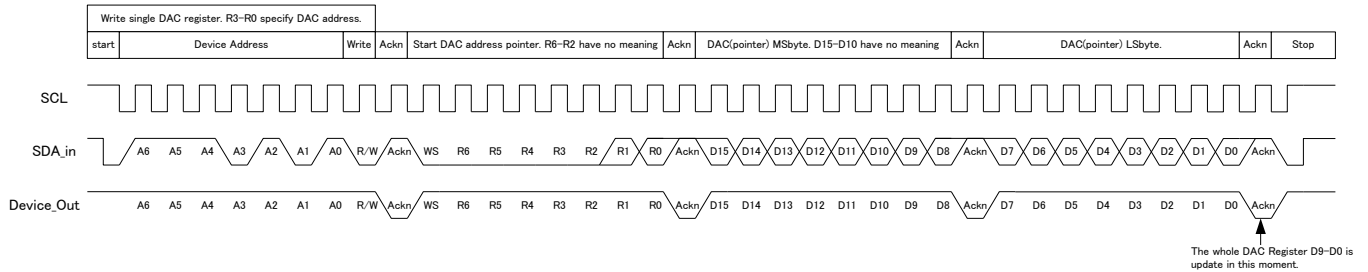 Write single DAC register. R3-R0 specify DAC address.
start Device Address Write Ackn Start DAC address pointer. R6-R2 have no meaning Ackn DAC(pointer) MSbyte. D15-D10 have no meaning Ackn DAC(pointer) LSbyte. Ackn Stop
SCL
SDA_in A6 A5 A4 A3 A2 A1 A0 R/W Ackn WS R6 R5 R4 R3 R2 R1 R0 Ackn D15 D14 D13 D12 D11 D10 D9 D8 Ackn D7 D6 D5 D4 D3 D2 D1 D0 Ackn
Device_Out A6 A5 A4 A3 A2 A1 A0 R/W Ackn WS R6 R5 R4 R3 R2 R1 R0 Ackn D15 D14 D13 D12 D11 D10 D9 D8 Ackn D7 D6 D5 D4 D3 D2 D1 D0 Ackn
The whole DAC Register D9-D0 is
update in this moment.